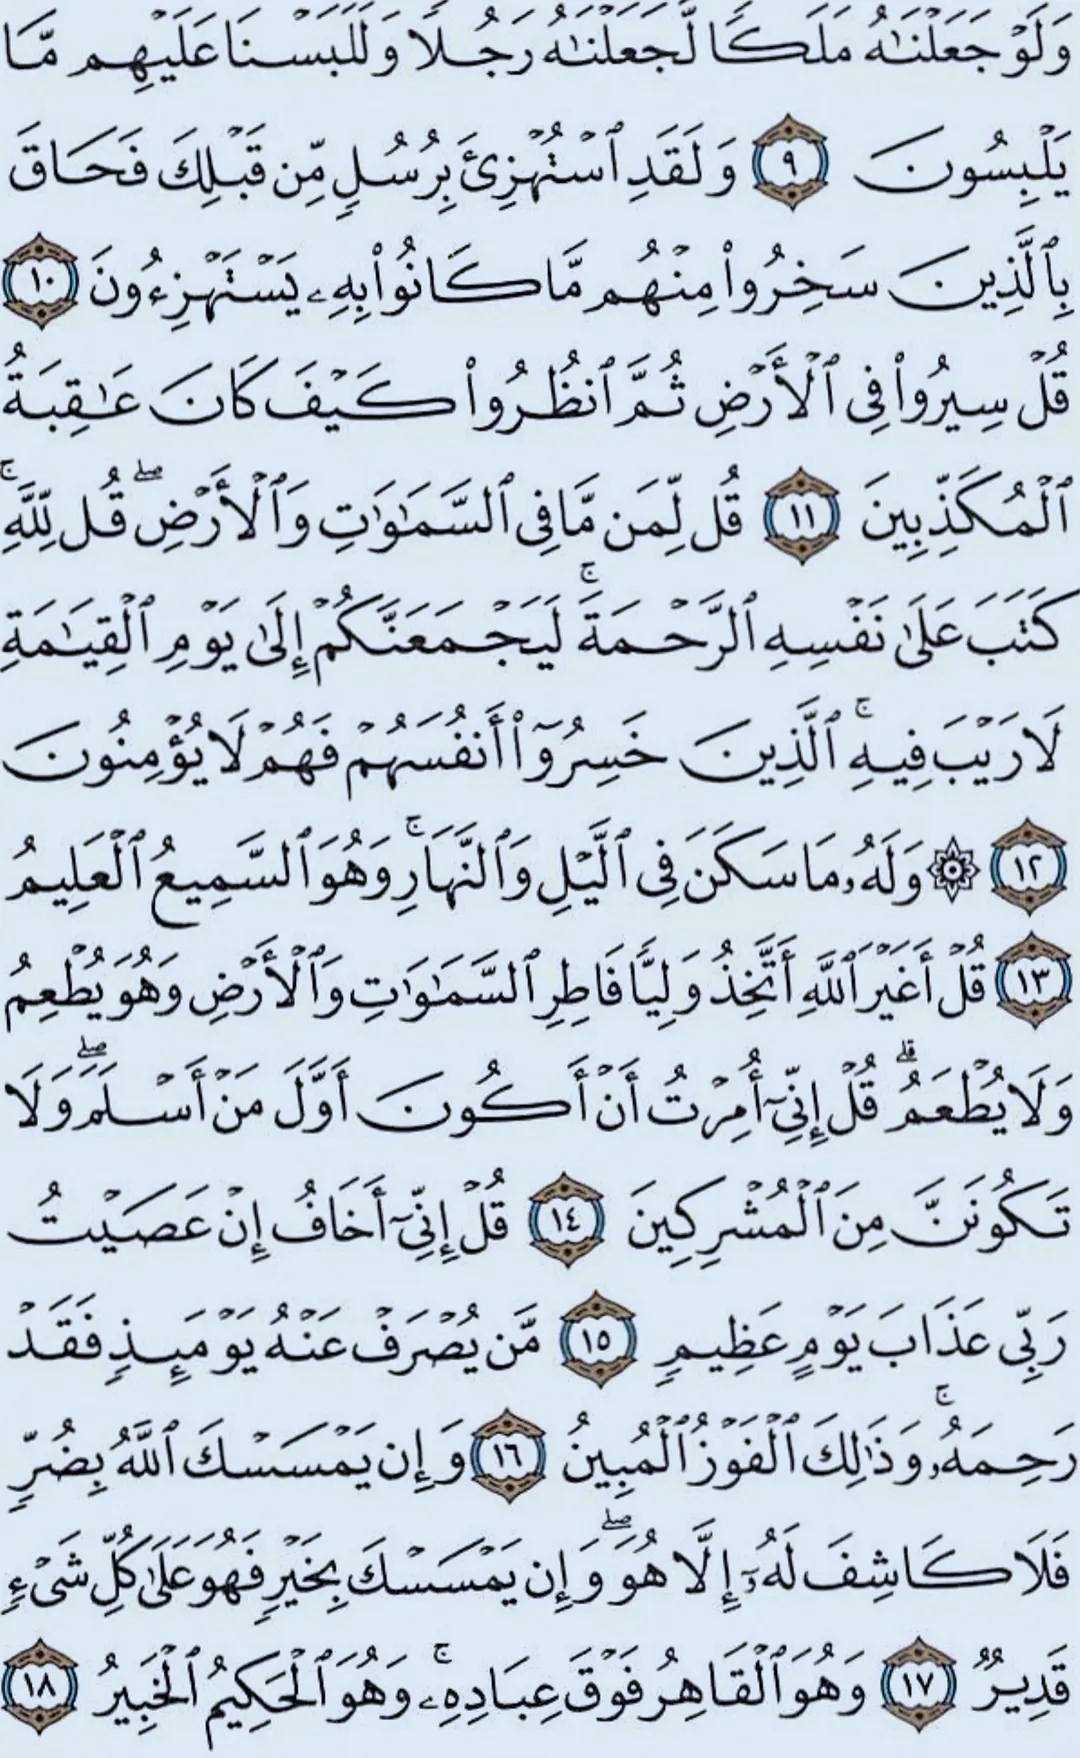 وَلَوْ جَعَلْنَٰهُ مَلَكًا لَّجَعَلْنَٰهُ رَجُلًا وَلَلَبَسْنَا عَلَيْهِم مَّا
يَلْبِسُونَ ٩ وَلَقَدِ ٱسْتُهْزِئَ بِرُسُلٍ مِّن قَبْلِكَ فَحَاقَ
بِٱلَّذِينَ سَخِرُوا۟ مِنْهُم مَّا كَانُوا۟ بِهِۦ يَسْتَهْزِءُونَ ١٠
قُلْ سِيرُوا۟ فِى ٱلْأَرْضِ ثُمَّ ٱنظُرُوا۟ كَيْفَ كَانَ عَٰقِبَةُ
ٱلْمُكَذِّبِينَ ١١ قُل لِّمَن مَّا فِى ٱلسَّمَٰوَٰتِ وَٱلْأَرْضِ ۖ قُل لِّلَّهِ ۚ
كَتَبَ عَلَىٰ نَفْسِهِ ٱلرَّحْمَةَ ۚ لَيَجْمَعَنَّكُمْ إِلَىٰ يَوْمِ ٱلْقِيَٰمَةِ
لَا رَيْبَ فِيهِ ۚ ٱلَّذِينَ خَسِرُوٓا۟ أَنفُسَهُمْ فَهُمْ لَا يُؤْمِنُونَ
١٢ ۞ وَلَهُۥ مَا سَكَنَ فِى ٱلَّيْلِ وَٱلنَّهَارِ ۚ وَهُوَ ٱلسَّمِيعُ ٱلْعَلِيمُ
١٣ قُلْ أَغَيْرَ ٱللَّهِ أَتَّخِذُ وَلِيًّا فَاطِرِ ٱلسَّمَٰوَٰتِ وَٱلْأَرْضِ وَهُوَ يُطْعِمُ
وَلَا يُطْعَمُ ۗ قُلْ إِنِّىٓ أُمِرْتُ أَنْ أَكُونَ أَوَّلَ مَنْ أَسْلَمَ ۖ وَلَا
تَكُونَنَّ مِنَ ٱلْمُشْرِكِينَ ١٤ قُلْ إِنِّىٓ أَخَافُ إِنْ عَصَيْتُ
رَبِّى عَذَابَ يَوْمٍ عَظِيمٍ ١٥ مَّن يُصْرَفْ عَنْهُ يَوْمَئِذٍ فَقَدْ
رَحِمَهُۥ ۚ وَذَٰلِكَ ٱلْفَوْزُ ٱلْمُبِينُ ١٦ وَإِن يَمْسَسْكَ ٱللَّهُ بِضُرٍّ
فَلَا كَاشِفَ لَهُۥٓ إِلَّا هُوَ ۖ وَإِن يَمْسَسْكَ بِخَيْرٍ فَهُوَ عَلَىٰ كُلِّ شَىْءٍ
قَدِيرٌ ١٧ وَهُوَ ٱلْقَاهِرُ فَوْقَ عِبَادِهِۦ ۚ وَهُوَ ٱلْحَكِيمُ ٱلْخَبِيرُ ١٨